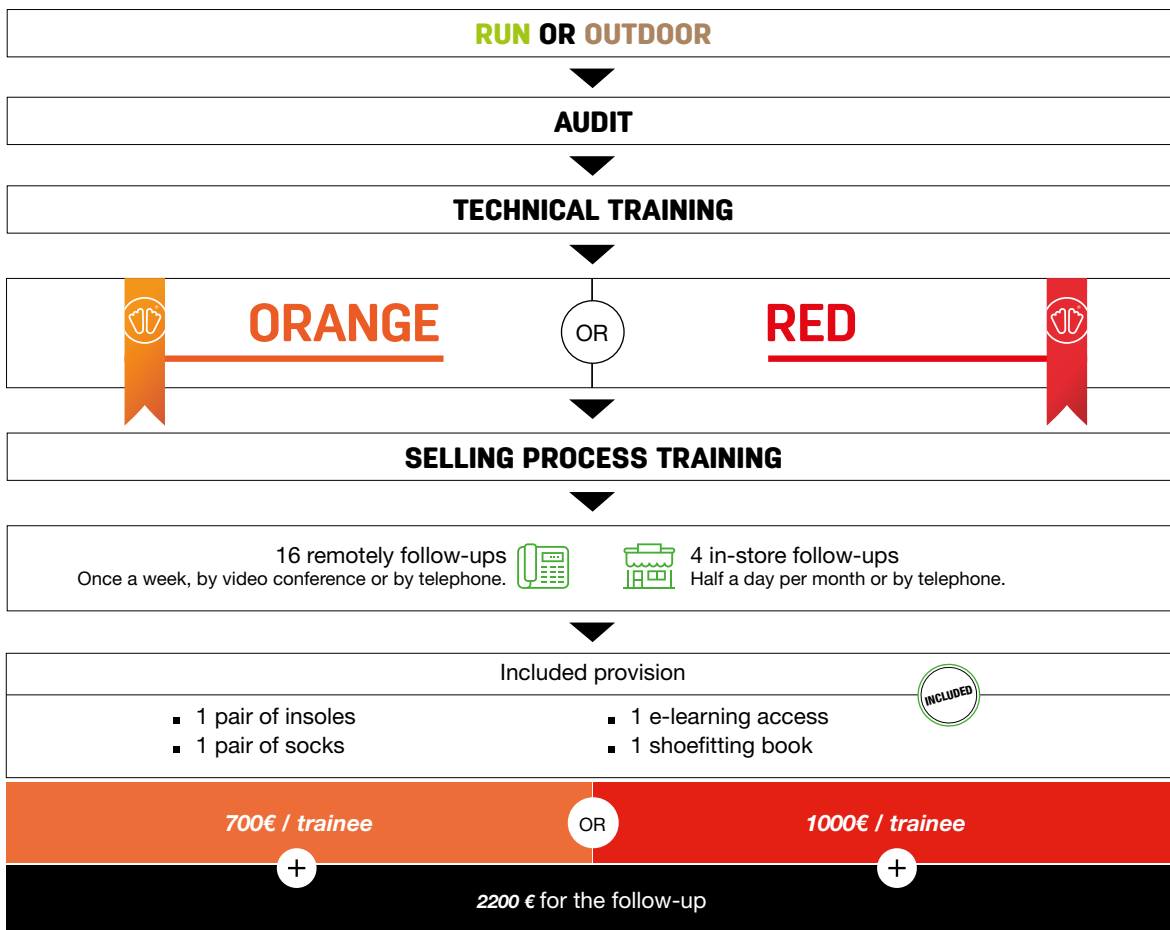 RUN OR OUTDOOR
AUDIT
TECHNICAL TRAINING
ORANGE
OR
RED
SELLING PROCESS TRAINING
16 remotely follow-ups
Once a week, by video conference or by telephone.
4 in-store follow-ups
Half a day per month or by telephone.
Included provision
INCLUDED
▪ 1 pair of insoles
▪ 1 pair of socks
▪ 1 e-learning access
▪ 1 shoefitting book
700€ / trainee
OR
1000€ / trainee
+
+
2200 € for the follow-up